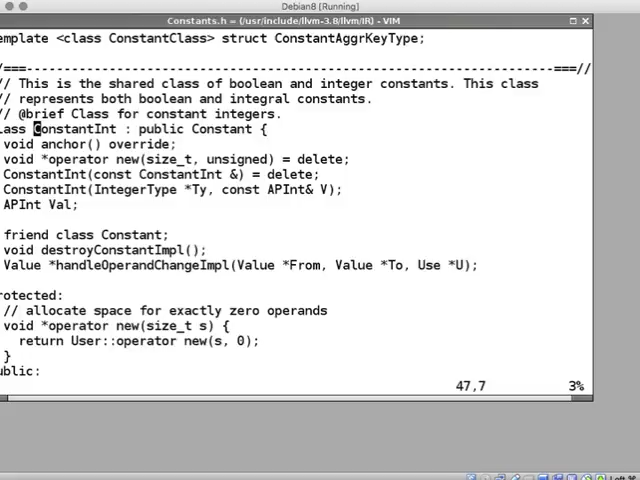 Debian8 [Running]
Constants.h = (/usr/include/llvm-3.8/llvm/IR) - VIM
emplate <class ConstantClass> struct ConstantAggrKeyType;
/===----------------------------------------------------------------------===//
// This is the shared class of boolean and integer constants. This class
// represents both boolean and integral constants.
// @brief Class for constant integers.
lass ConstantInt : public Constant {
void anchor() override;
void *operator new(size_t, unsigned) = delete;
ConstantInt(const ConstantInt &) = delete;
ConstantInt(IntegerType *Ty, const APInt& V);
APInt Val;
friend class Constant;
void destroyConstantImpl();
Value *handleOperandChangeImpl(Value *From, Value *To, Use *U);
rotected:
// allocate space for exactly zero operands
void *operator new(size_t s) {
return User::operator new(s, 0);
}
ublic:
47,7 3%
Left ⌘